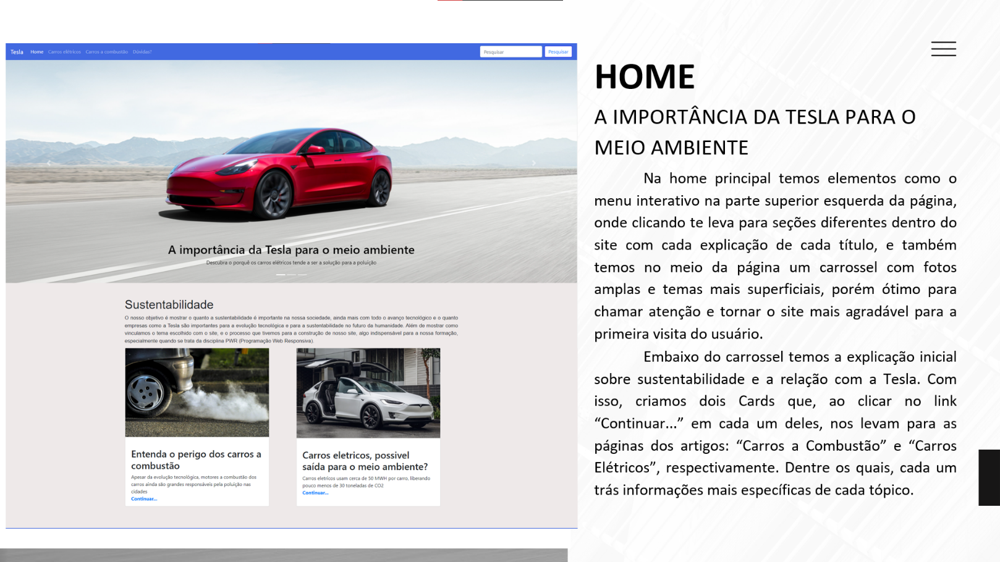 Tesla Home Carros elétricos Carros a combustão Dúvidas? Pesquisar Pesquisar
A importância da Tesla para o meio ambiente
Descubra o porquê os carros elétricos tende a ser a solução para a poluição
Sustentabilidade
O nosso objetivo é mostrar o quanto a sustentabilidade é importante na nossa sociedade, ainda mais com todo o avanço tecnológico e o quanto
empresas como a Tesla são importantes para a evolução tecnológica e para a sustentabilidade no futuro da humanidade. Além de mostrar como
vinculamos o tema escolhido com o site, e o processo que tivemos para a construção de nosso site, algo indispensável para a nossa formação,
especialmente quando se trata da disciplina PWR (Programação Web Responsiva).
Entenda o perigo dos carros a
combustão
Apesar da evolução tecnológica, motores a combustão dos
carros ainda são grandes responsáveis pela poluição nas
cidades
Continuar...
Carros eletricos, possivel
saída para o meio ambiente?
Carros eletricos usam cerca de 50 MWH por carro, liberando
pouco menos de 30 toneladas de CO2
Continuar...
HOME
A IMPORTÂNCIA DA TESLA PARA O
MEIO AMBIENTE
Na home principal temos elementos como o
menu interativo na parte superior esquerda da página,
onde clicando te leva para seções diferentes dentro do
site com cada explicação de cada título, e também
temos no meio da página um carrossel com fotos
amplas e temas mais superficiais, porém ótimo para
chamar atenção e tornar o site mais agradável para a
primeira visita do usuário.
Embaixo do carrossel temos a explicação inicial
sobre sustentabilidade e a relação com a Tesla. Com
isso, criamos dois Cards que, ao clicar no link
“Continuar...” em cada um deles, nos levam para as
páginas dos artigos: “Carros a Combustão” e “Carros
Elétricos”, respectivamente. Dentre os quais, cada um
trás informações mais específicas de cada tópico.